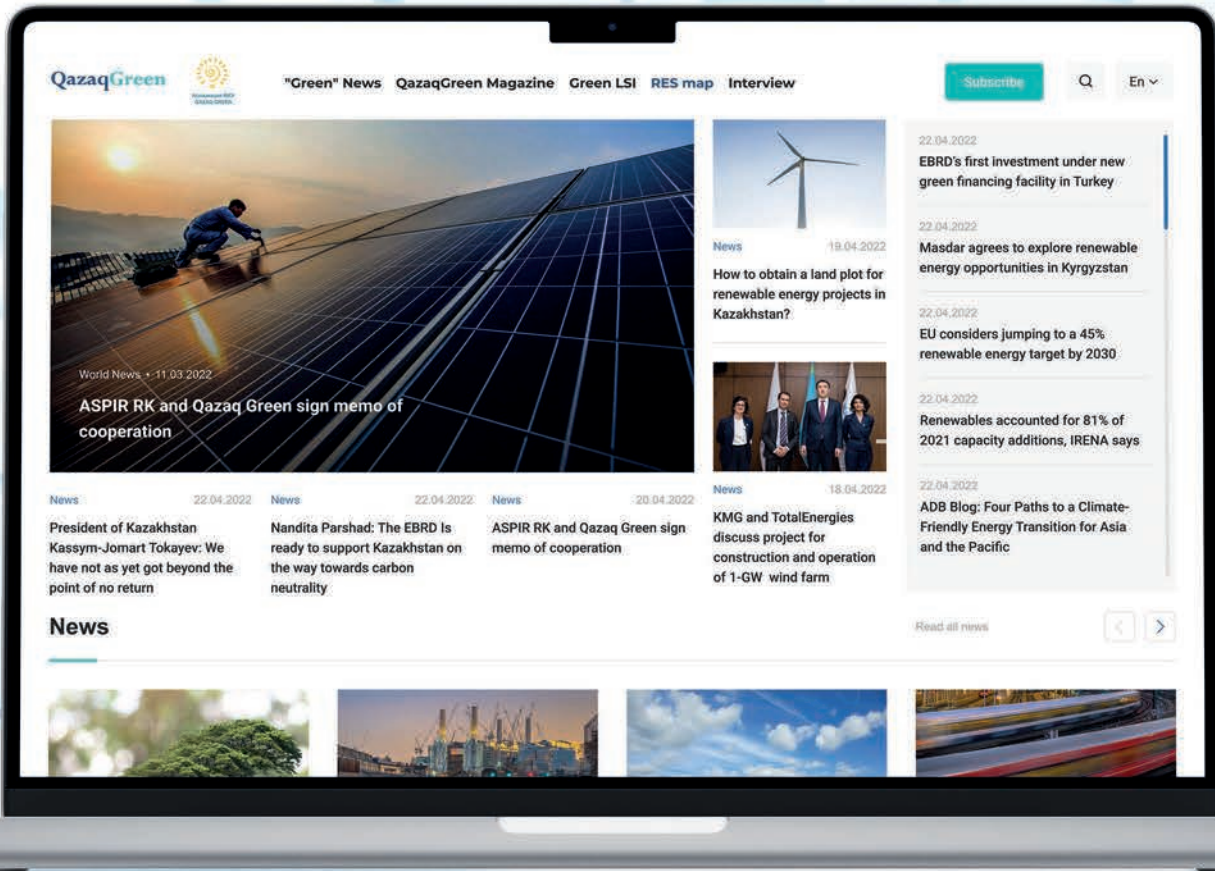 QazaqGreen
"Green" News QazaqGreen Magazine Green LSI RES map Interview
Subscribe
En
World News • 11.03.2022
ASPIR RK and Qazaq Green sign memo of
cooperation
News 22.04.2022
President of Kazakhstan
Kassym-Jomart Tokayev: We
have not as yet got beyond the
point of no return
News 22.04.2022
Nandita Parshad: The EBRD Is
ready to support Kazakhstan on
the way towards carbon
neutrality
News 20.04.2022
ASPIR RK and Qazaq Green sign
memo of cooperation
News 19.04.2022
How to obtain a land plot for
renewable energy projects in
Kazakhstan?
News 18.04.2022
KMG and TotalEnergies
discuss project for
construction and operation
of 1-GW wind farm
22.04.2022
EBRD's first investment under new
green financing facility in Turkey
22.04.2022
Masdar agrees to explore renewable
energy opportunities in Kyrgyzstan
22.04.2022
EU considers jumping to a 45%
renewable energy target by 2030
22.04.2022
Renewables accounted for 81% of
2021 capacity additions, IRENA says
22.04.2022
ADB Blog: Four Paths to a Climate-
Friendly Energy Transition for Asia
and the Pacific
News
Read all news